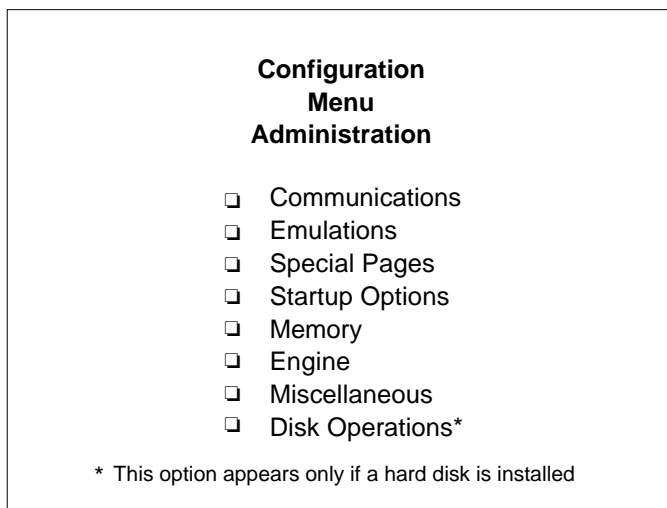 Configuration
Menu
Administration
❏ Communications
❏ Emulations
❏ Special Pages
❏ Startup Options
❏ Memory
❏ Engine
❏ Miscellaneous
❏ Disk Operations*
* This option appears only if a hard disk is installed